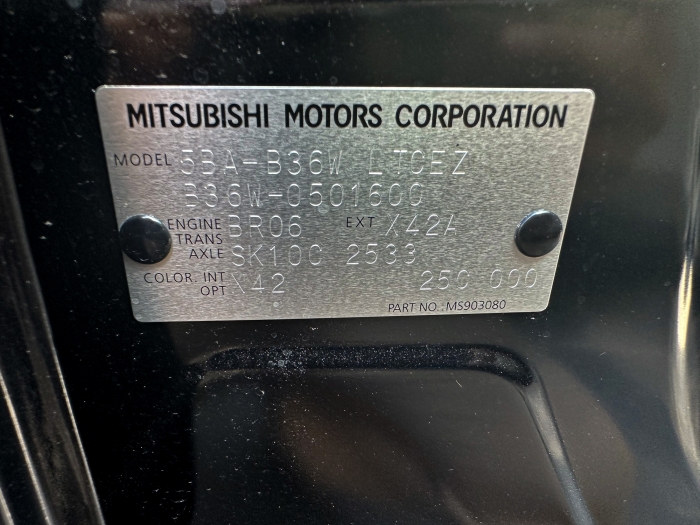 MITSUBISHI MOTORS CORPORATION
MODEL 5BA-B36W LTCEZ
B36W-0501600
ENGINE BR06 EXT X42A
TRANS
AXLE SK10C 2533
COLOR. INT X42 250 000
OPT
PART NO.: MS903080